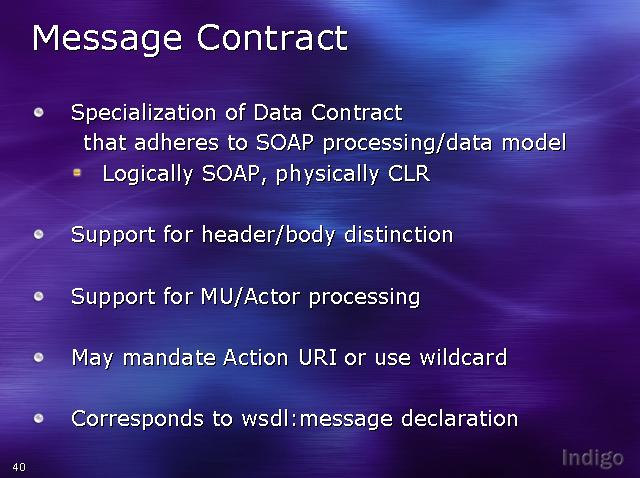 Message Contract
Specialization of Data Contract
that adheres to SOAP processing/data model
Logically SOAP, physically CLR
Support for header/body distinction
Support for MU/Actor processing
May mandate Action URI or use wildcard
Corresponds to wsdl:message declaration
40
Indigo